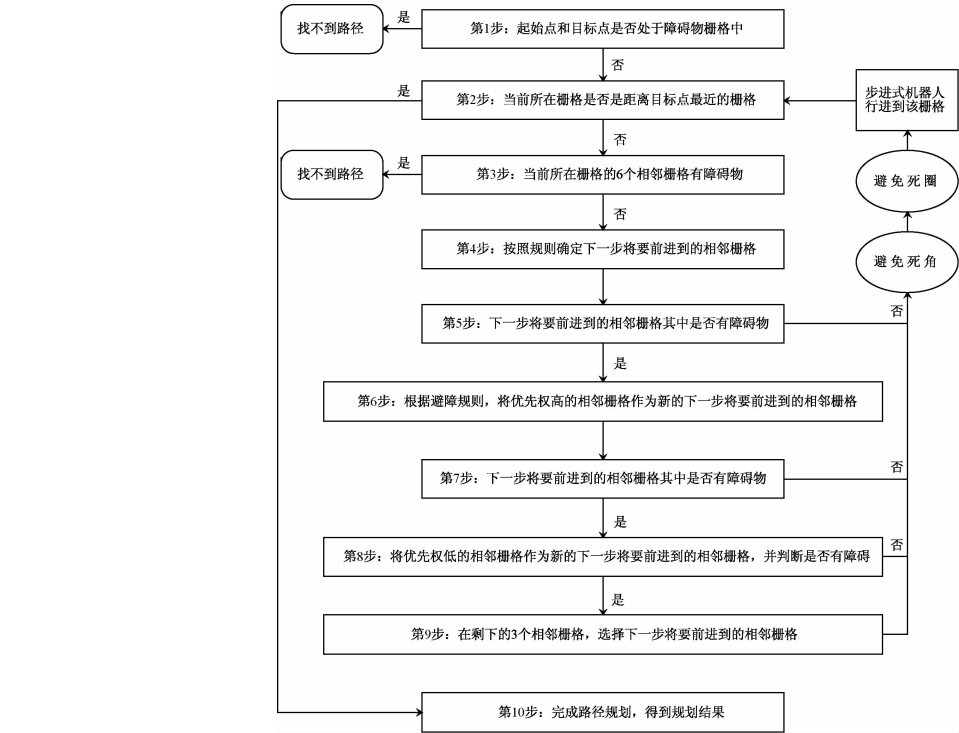 找不到路径
是
第1步：起始点和目标点是否处于障碍物栅格中
否
是
第2步：当前所在栅格是否是距离目标点最近的栅格
步进式机器人
行进到该栅格
否
找不到路径
是
第3步：当前所在栅格的6个相邻栅格有障碍物
避免死圈
否
第4步：按照规则确定下一步将要前进到的相邻栅格
避免死角
第5步：下一步将要前进到的相邻栅格其中是否有障碍物
否
是
第6步：根据避障规则，将优先权高的相邻栅格作为新的下一步将要前进到的相邻栅格
第7步：下一步将要前进到的相邻栅格其中是否有障碍物
否
是
第8步：将优先权低的相邻栅格作为新的下一步将要前进到的相邻栅格，并判断是否有障碍
否
是
第9步：在剩下的3个相邻栅格，选择下一步将要前进到的相邻栅格
第10步：完成路径规划，得到规划结果